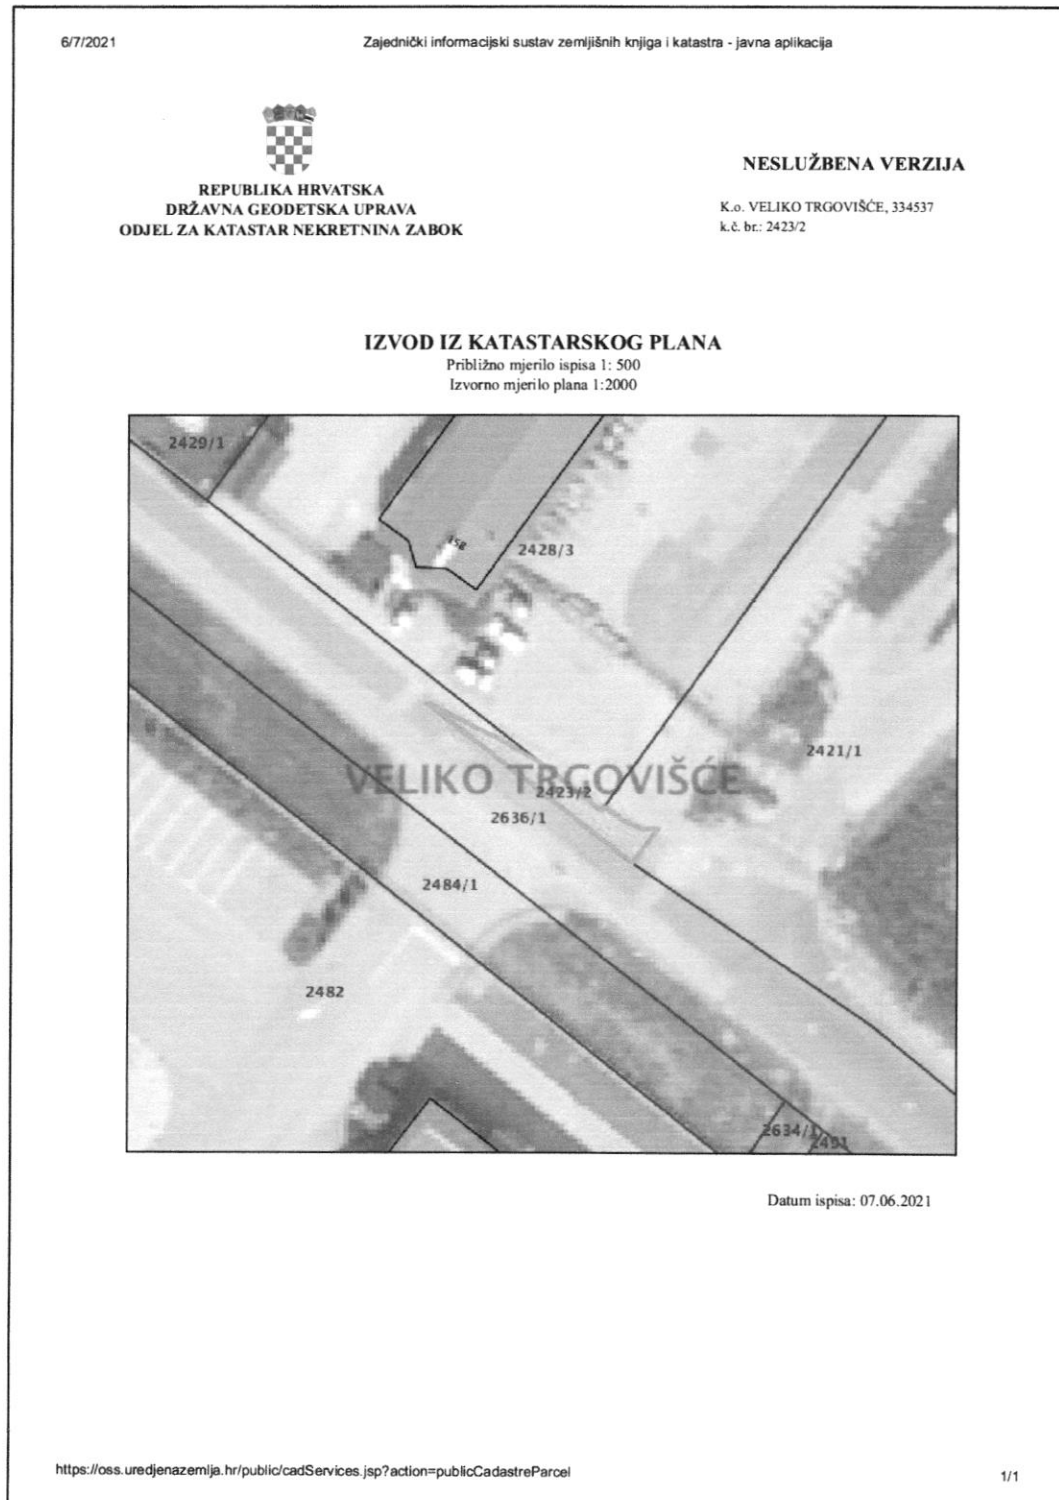 6/7/2021
Zajednički informacijski sustav zemljišnih knjiga i katastra - javna aplikacija
REPUBLIKA HRVATSKA
DRŽAVNA GEODETSKA UPRAVA
ODJEL ZA KATASTAR NEKRETNINA ZABOK
NESLUŽBENA VERZIJA
K.o. VELIKO TRGOVIŠĆE, 334537
k.č. br.: 2423/2
IZVOD IZ KATASTARSKOG PLANA
Približno mjerilo ispisa 1: 500
Izvorno mjerilo plana 1:2000
2429/1
158
2428/3
2421/1
VELIKO TRGOVIŠĆE
2423/2
2636/1
2484/1
2482
2634/1
2491
Datum ispisa: 07.06.2021
https://oss.uredjenazemlja.hr/public/cadServices.jsp?action=publicCadastreParcel
1/1